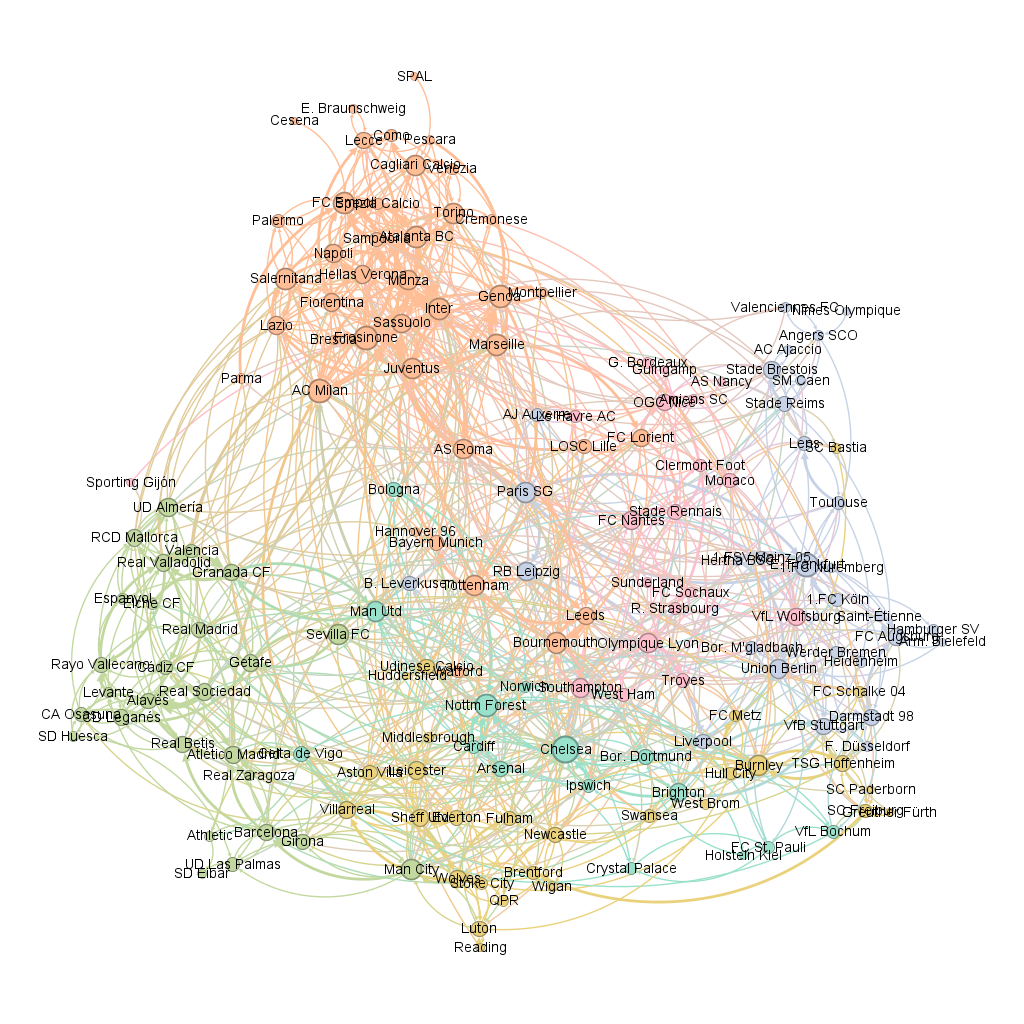 SPAL
E. Braunschweig
Cesena
Como
Lecce
Pescara
Cagliari Calcio
Venezia
FC Empoli
Spezia Calcio
Torino
Cremonese
Palermo
Sampdoria
Atalanta BC
Napoli
Hellas Verona
Salernitana
Monza
Montpellier
Genoa
Fiorentina
Inter
Valenciennes FC
Nîmes Olympique
Lazio
Sassuolo
Brescia
Frosinone
Marseille
Angers SCO
AC Ajaccio
Juventus
G. Bordeaux
Guingamp
Stade Brestois
Parma
AS Nancy
SM Caen
AC Milan
OGC Nice
Amiens SC
Stade Reims
AJ Auxerre
Le Havre AC
AS Roma
LOSC Lille
FC Lorient
Lens
SC Bastia
Clermont Foot
Monaco
Sporting Gijón
Bologna
Paris SG
UD Almería
Toulouse
Stade Rennais
FC Nantes
RCD Mallorca
Hannover 96
Bayern Munich
Valencia
Real Valladolid
Granada CF
1.FSV Mainz 05
Hertha BSC
E. Frankfurt
1.FC Nuremberg
RB Leipzig
B. Leverkusen
Tottenham
Sunderland
FC Sochaux
Espanyol
Elche CF
Man Utd
R. Strasbourg
1.FC Köln
Leeds
VfL Wolfsburg
Saint-Étienne
Real Madrid
Sevilla FC
Hamburger SV
FC Augsburg
Arm. Bielefeld
Bournemouth
Olympique Lyon
Bor. M'gladbach
Werder Bremen
Rayo Vallecano
Cádiz CF
Getafe
Udinese Calcio
Watford
Huddersfield
Union Berlin
Heidenheim
Troyes
Levante
Real Sociedad
Norwich
Southampton
West Ham
FC Schalke 04
Alavés
Nottm Forest
CA Osasuna
CD Leganés
FC Metz
Darmstadt 98
VfB Stuttgart
SD Huesca
Middlesbrough
Real Betis
Cardiff
Liverpool
F. Düsseldorf
Atlético Madrid
Celta de Vigo
Chelsea
Bor. Dortmund
TSG Hoffenheim
Real Zaragoza
Aston Villa
Leicester
Arsenal
Hull City
Burnley
Ipswich
Brighton
SC Paderborn
Villarreal
West Brom
SC Freiburg
Greuther Fürth
Sheff Utd
Everton
Fulham
Swansea
Athletic
Barcelona
Girona
Newcastle
VfL Bochum
FC St. Pauli
Holstein Kiel
UD Las Palmas
SD Eibar
Man City
Crystal Palace
Wolves
Stoke City
Brentford
Wigan
QPR
Luton
Reading